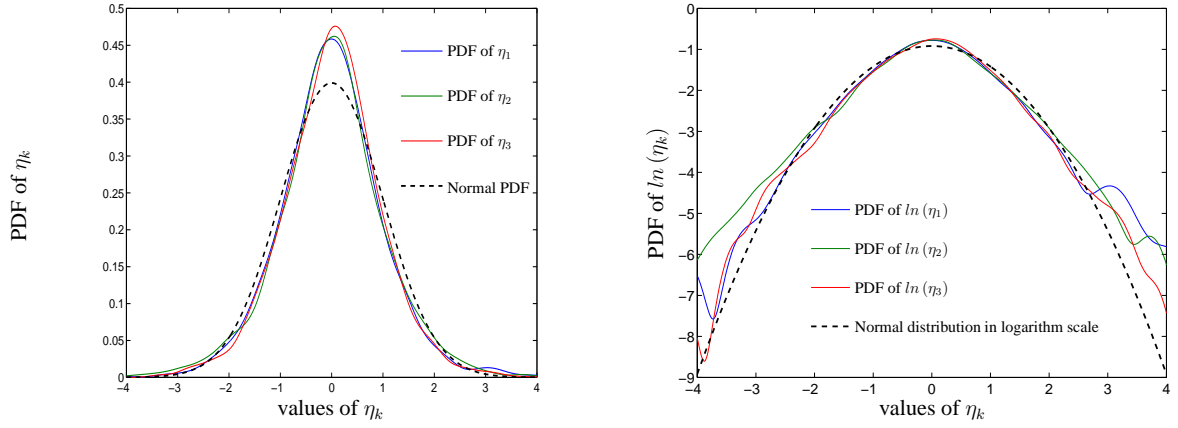 0.5
0.45
0.4
0.35
0.3
0.25
0.2
0.15
0.1
0.05
0
PDF of η_k
−4 −3 −2 −1 0 1 2 3 4
values of η_k
PDF of η_1
PDF of η_2
PDF of η_3
Normal PDF
0
−1
−2
−3
−4
−5
−6
−7
−8
−9
PDF of ln (η_k)
−4 −3 −2 −1 0 1 2 3 4
values of η_k
PDF of ln (η_1)
PDF of ln (η_2)
PDF of ln (η_3)
Normal distribution in logarithm scale